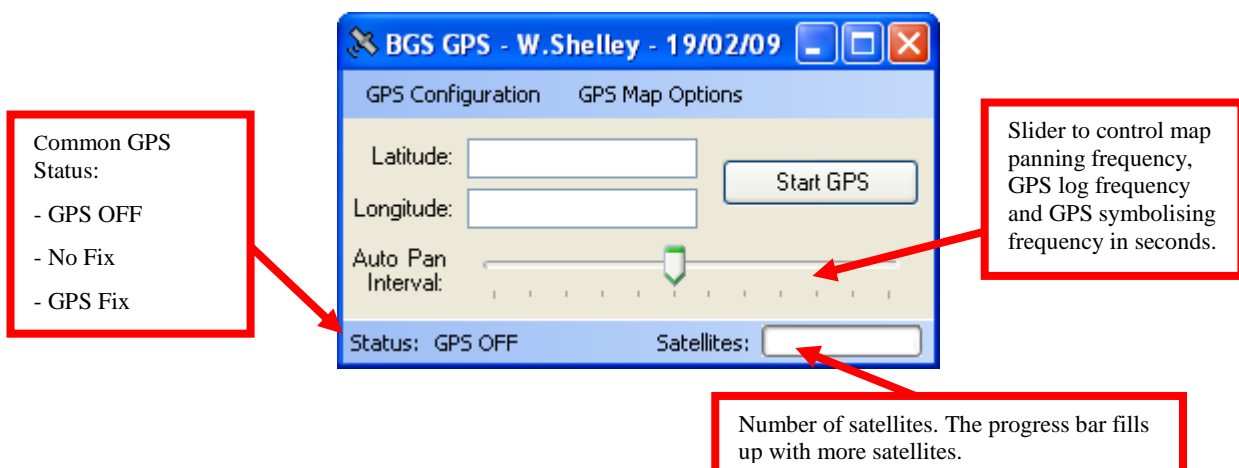 BGS GPS - W.Shelley - 19/02/09
GPS Configuration GPS Map Options
Common GPS
Status:
- GPS OFF
- No Fix
- GPS Fix
Latitude:
Longitude:
Start GPS
Auto Pan
Interval:
Status: GPS OFF Satellites:
Slider to control map
panning frequency,
GPS log frequency
and GPS symbolising
frequency in seconds.
Number of satellites. The progress bar fills
up with more satellites.